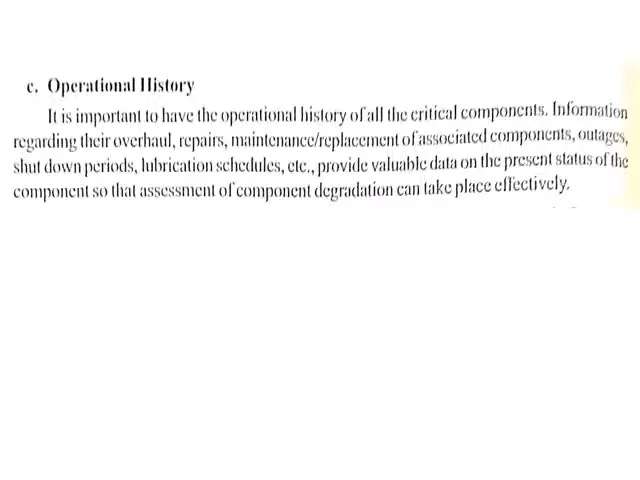 c. Operational History
It is important to have the operational history of all the critical components. Information
regarding their overhaul, repairs, maintenance/replacement of associated components, outages,
shut down periods, lubrication schedules, etc., provide valuable data on the present status of the
component so that assessment of component degradation can take place effectively.